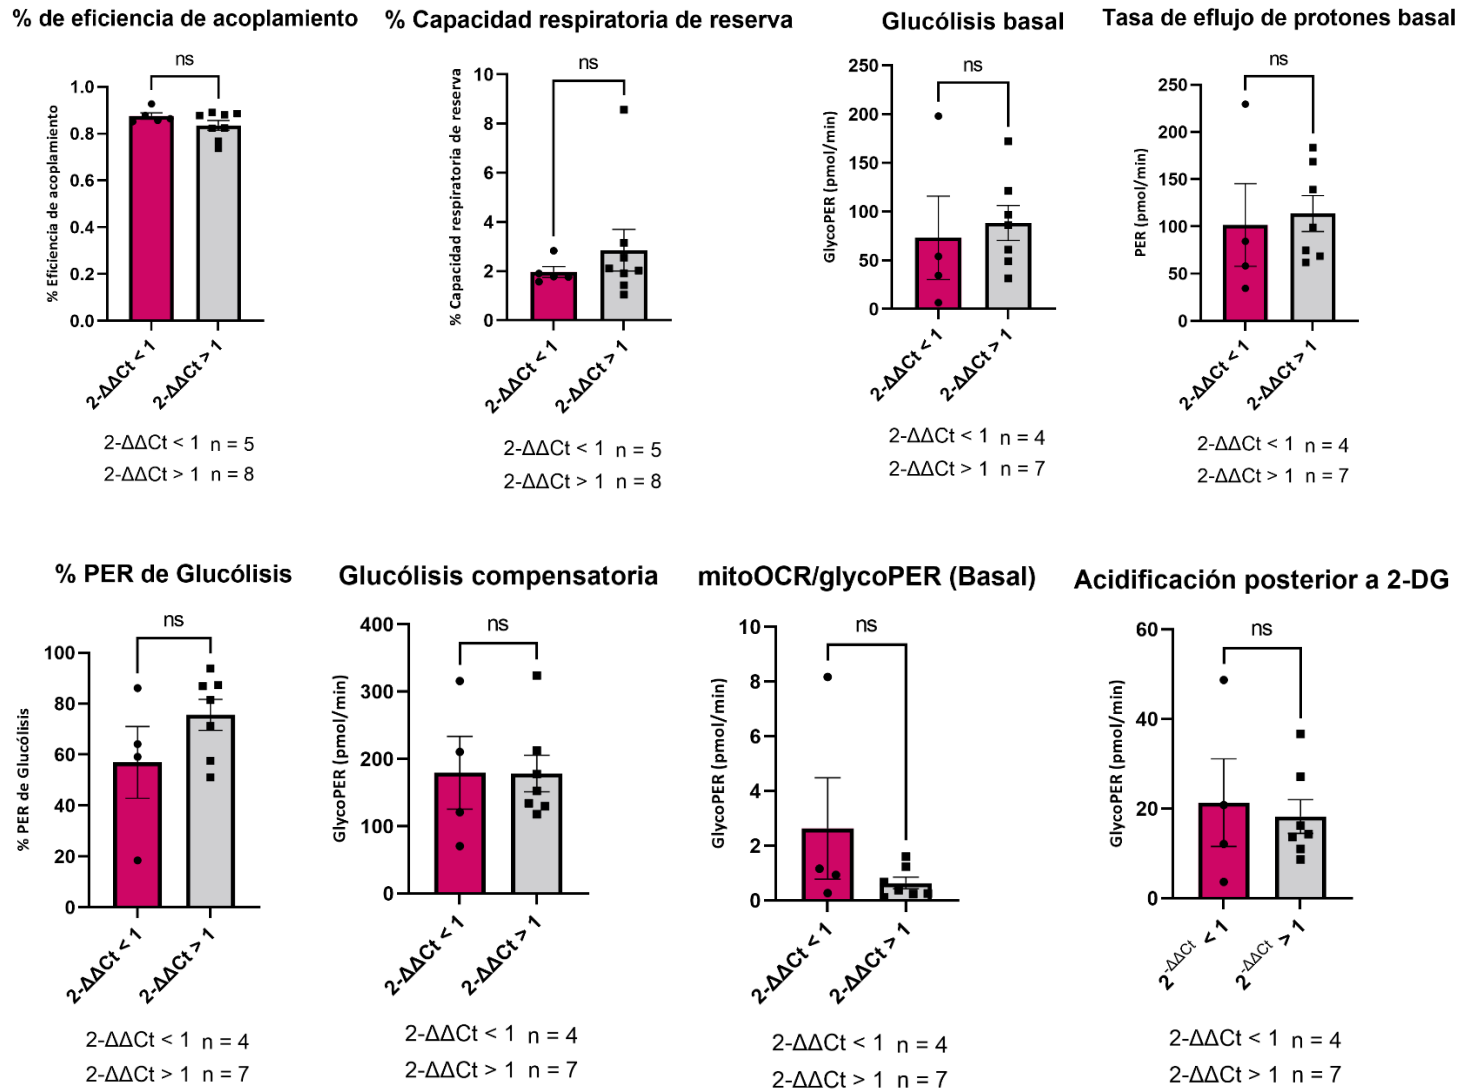 % de eficiencia de acoplamiento
ns
% Eficiencia de acoplamiento
1.0
0.8
0.6
0.4
0.2
0.0
2-ΔΔCt < 1
2-ΔΔCt > 1
2-ΔΔCt < 1 n = 5
2-ΔΔCt > 1 n = 8
% Capacidad respiratoria de reserva
ns
% Capacidad respiratoria de reserva
10
8
6
4
2
0
2-ΔΔCt < 1
2-ΔΔCt > 1
2-ΔΔCt < 1 n = 5
2-ΔΔCt > 1 n = 8
Glucólisis basal
ns
GlycoPER (pmol/min)
250
200
150
100
50
0
2-ΔΔCt < 1
2-ΔΔCt > 1
2-ΔΔCt < 1 n = 4
2-ΔΔCt > 1 n = 7
Tasa de eflujo de protones basal
ns
PER (pmol/min)
250
200
150
100
50
0
2-ΔΔCt < 1
2-ΔΔCt > 1
2-ΔΔCt < 1 n = 4
2-ΔΔCt > 1 n = 7
% PER de Glucólisis
ns
% PER de Glucólisis
100
80
60
40
20
0
2-ΔΔCt < 1
2-ΔΔCt > 1
2-ΔΔCt < 1 n = 4
2-ΔΔCt > 1 n = 7
Glucólisis compensatoria
ns
GlycoPER (pmol/min)
400
300
200
100
0
2-ΔΔCt < 1
2-ΔΔCt > 1
2-ΔΔCt < 1 n = 4
2-ΔΔCt > 1 n = 7
mitoOCR/glycoPER (Basal)
ns
GlycoPER (pmol/min)
10
8
6
4
2
0
2-ΔΔCt < 1
2-ΔΔCt > 1
2-ΔΔCt < 1 n = 4
2-ΔΔCt > 1 n = 7
Acidificación posterior a 2-DG
ns
GlycoPER (pmol/min)
60
40
20
0
2^-ΔΔCt < 1
2^-ΔΔCt > 1
2-ΔΔCt < 1 n = 4
2-ΔΔCt > 1 n = 7